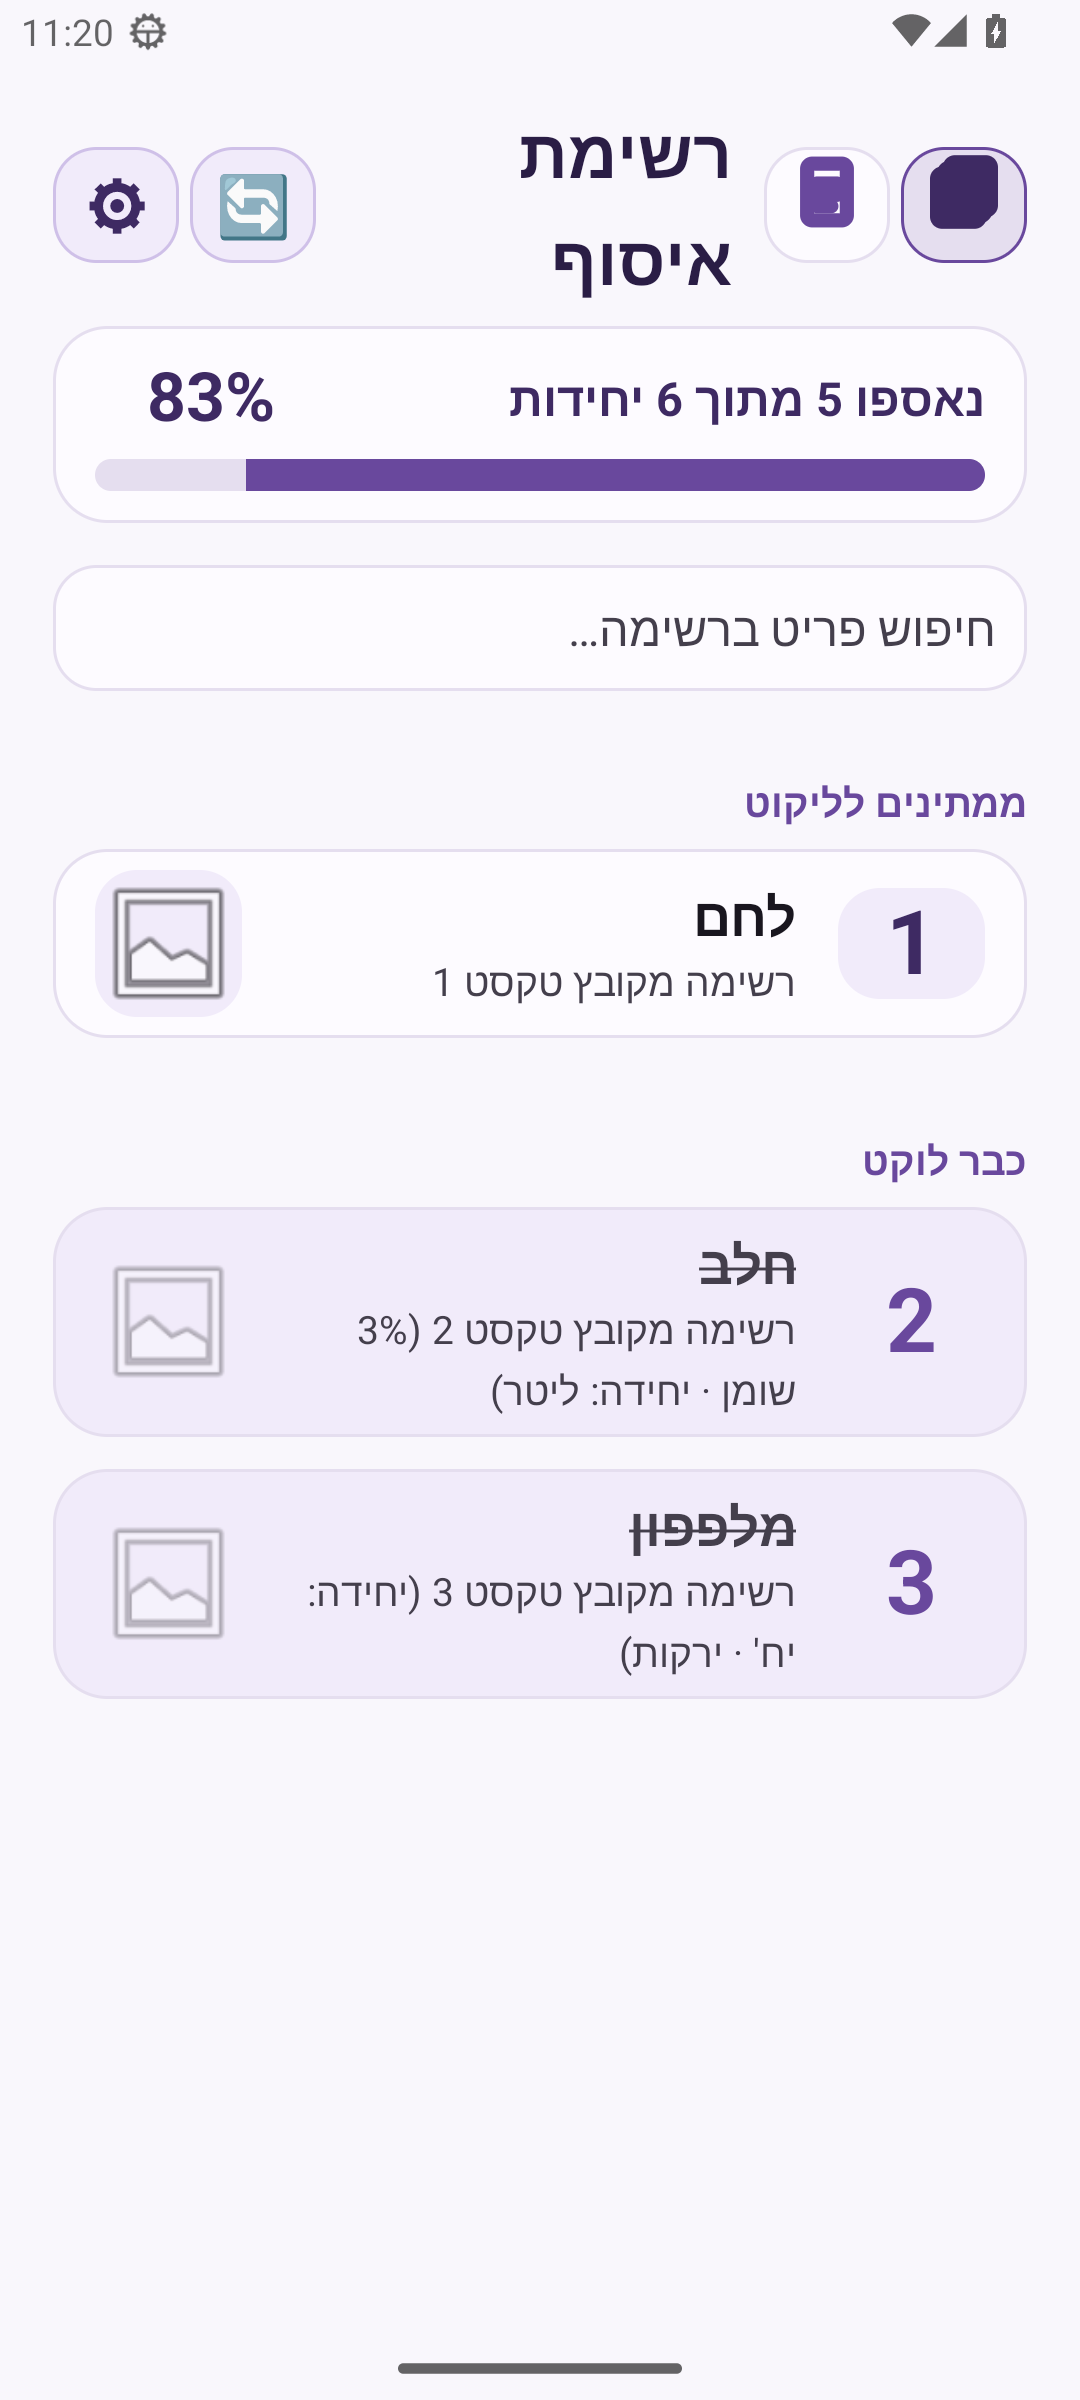 11:20
רשימת
איסוף
נאספו 5 מתוך 6 יחידות
83%
חיפוש פריט ברשימה...
ממתינים לליקוט
1
לחם
רשימה מקובץ טקסט 1
כבר לוקט
2
חלב
רשימה מקובץ טקסט 2 (3%
שומן · יחידה: ליטר)
3
מלפפון
רשימה מקובץ טקסט 3 (יחידה:
יח' · ירקות)